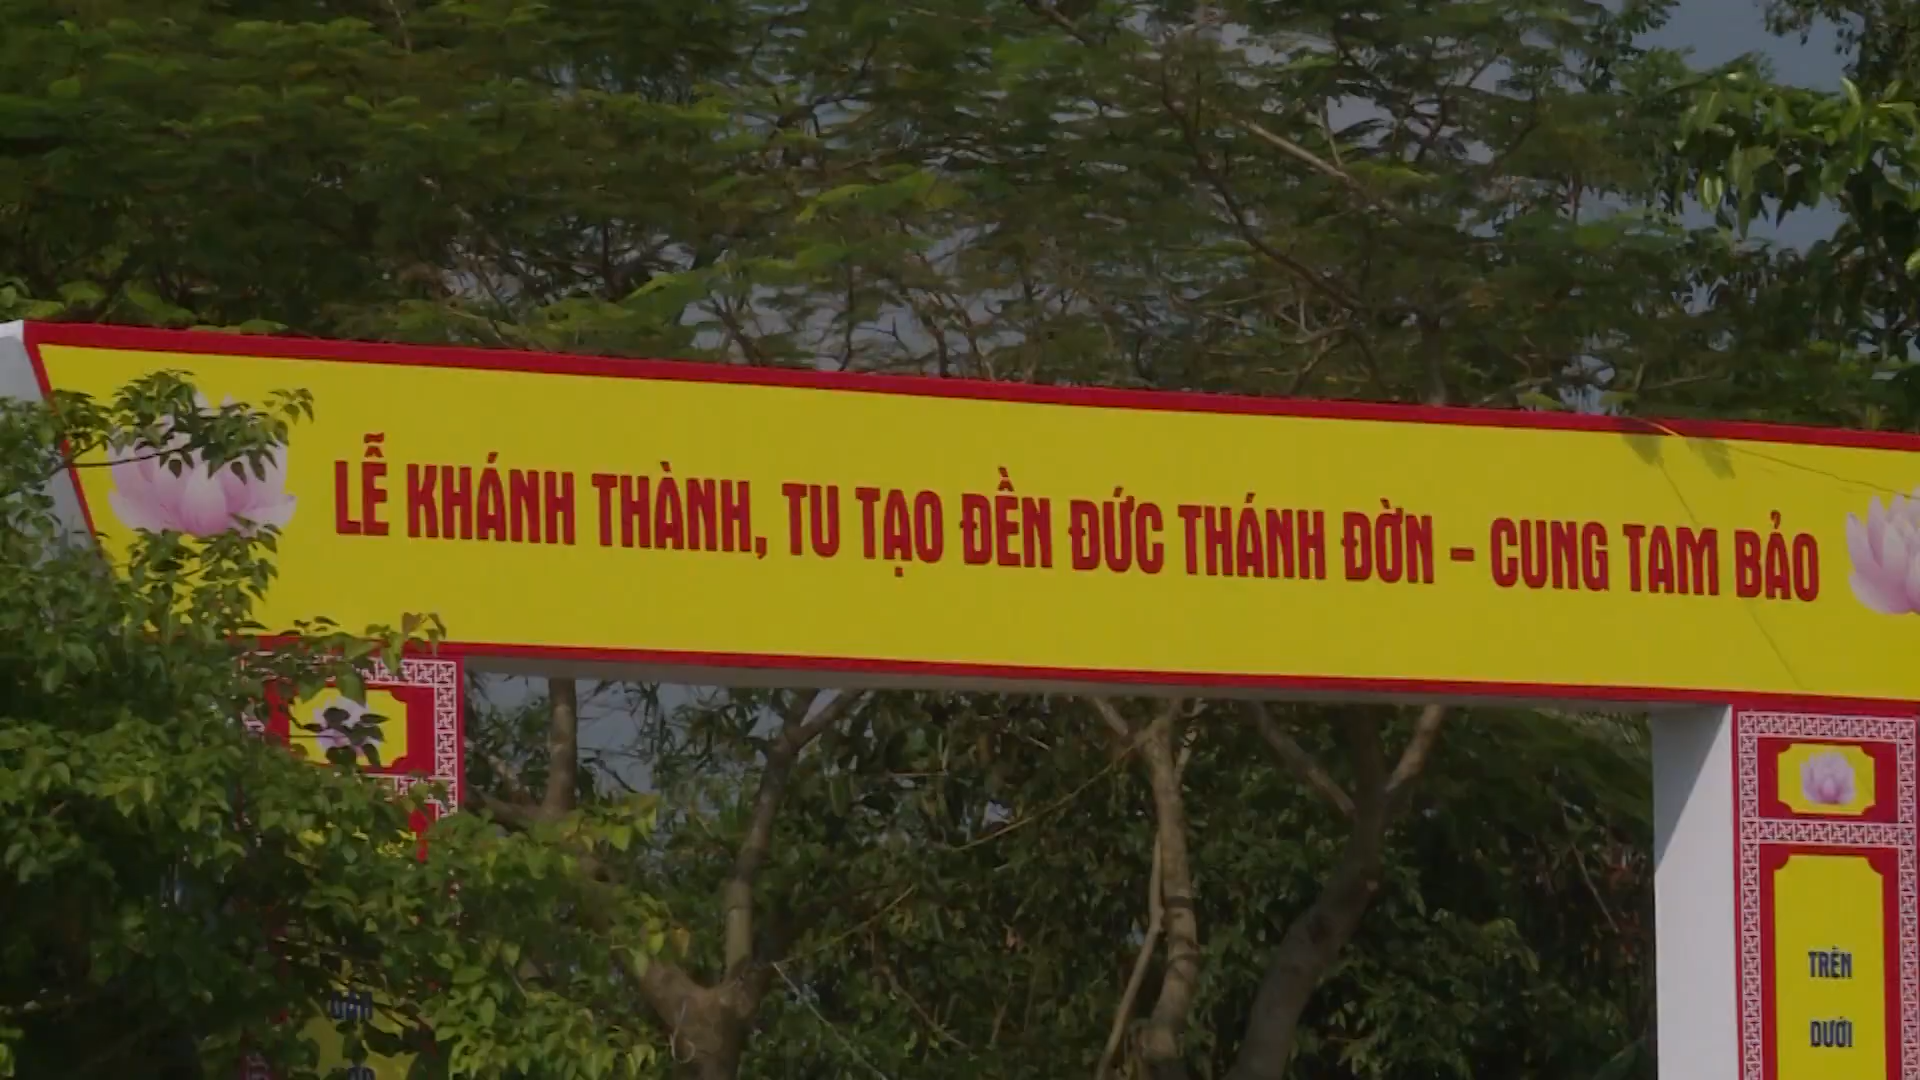 LỄ KHÁNH THÀNH, TU TẠO ĐỀN ĐỨC THÁNH ĐỜN – CUNG TAM BẢO
TRÊN
DƯỚI